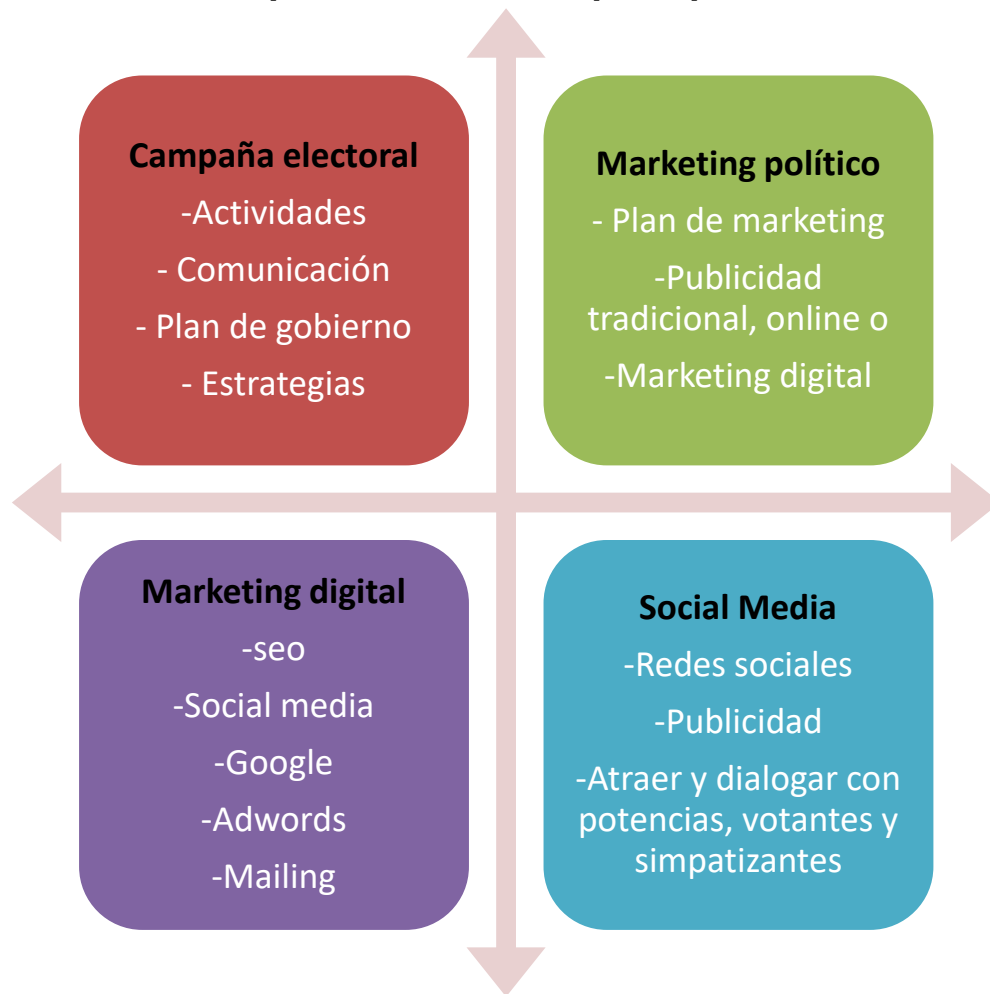 Campaña electoral
-Actividades
- Comunicación
- Plan de gobierno
- Estrategias
Marketing político
- Plan de marketing
-Publicidad
tradicional, online o
-Marketing digital
Marketing digital
-seo
-Social media
-Google
-Adwords
-Mailing
Social Media
-Redes sociales
-Publicidad
-Atraer y dialogar con
potencias, votantes y
simpatizantes